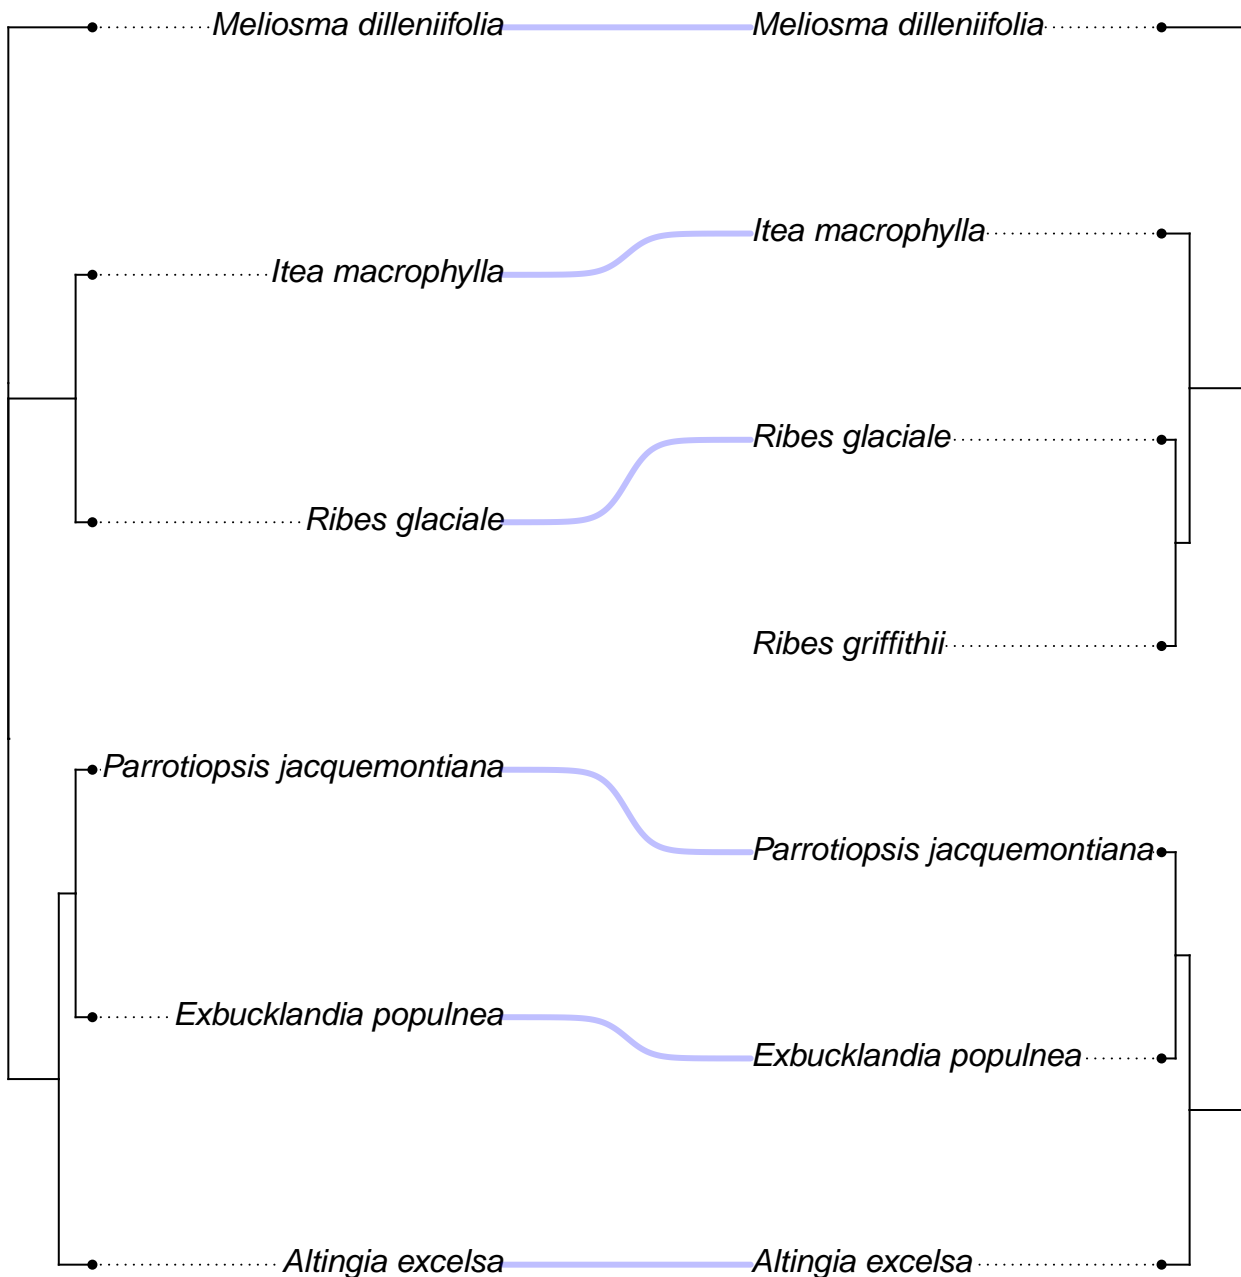 Meliosma dilleniifolia Meliosma dilleniifolia
Itea macrophylla
Itea macrophylla
Ribes glaciale
Ribes glaciale
Ribes griffithii
Parrotiopsis jacquemontiana
Parrotiopsis jacquemontiana
Exbucklandia populnea
Exbucklandia populnea
Altingia excelsa Altingia excelsa